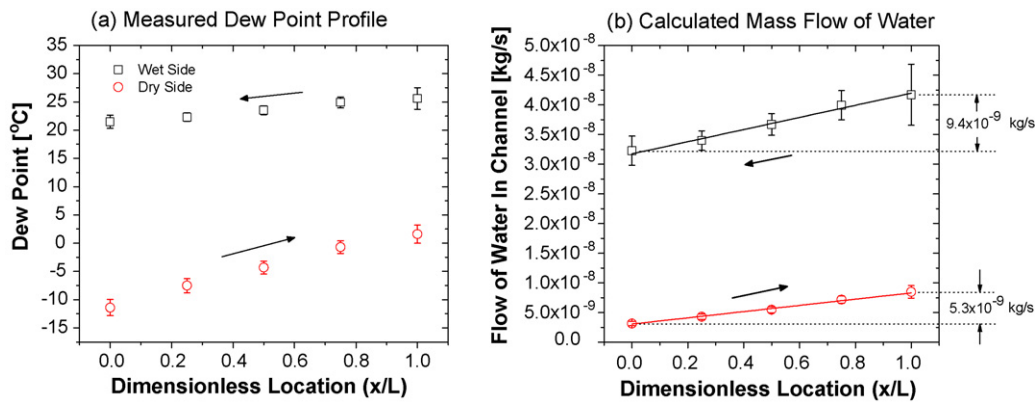 (a) Measured Dew Point Profile
35
30
25
20
15
10
5
0
-5
-10
-15
Dew Point [°C]
Wet Side
Dry Side
0.0 0.2 0.4 0.6 0.8 1.0
Dimensionless Location (x/L)
(b) Calculated Mass Flow of Water
5.0x10⁻⁸
4.5x10⁻⁸
4.0x10⁻⁸
3.5x10⁻⁸
3.0x10⁻⁸
2.5x10⁻⁸
2.0x10⁻⁸
1.5x10⁻⁸
1.0x10⁻⁸
5.0x10⁻⁹
0.0
Flow of Water In Channel [kg/s]
9.4x10⁻⁹ kg/s
5.3x10⁻⁹ kg/s
0.0 0.2 0.4 0.6 0.8 1.0
Dimensionless Location (x/L)